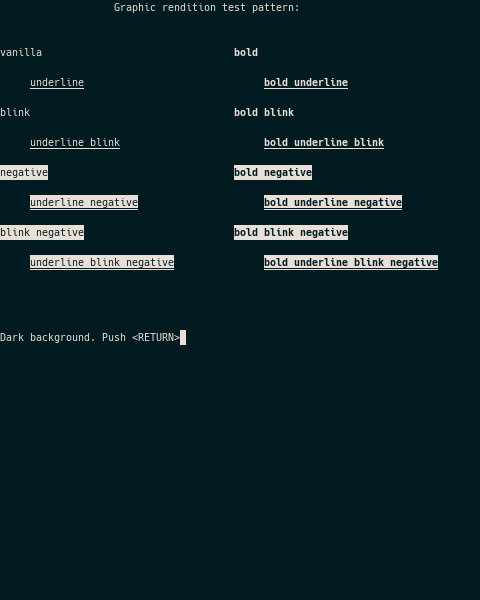 Graphic rendition test pattern:
vanilla bold
underline bold underline
blink bold blink
underline blink bold underline blink
negative bold negative
underline negative bold underline negative
blink negative bold blink negative
underline blink negative bold underline blink negative
Dark background. Push <RETURN>